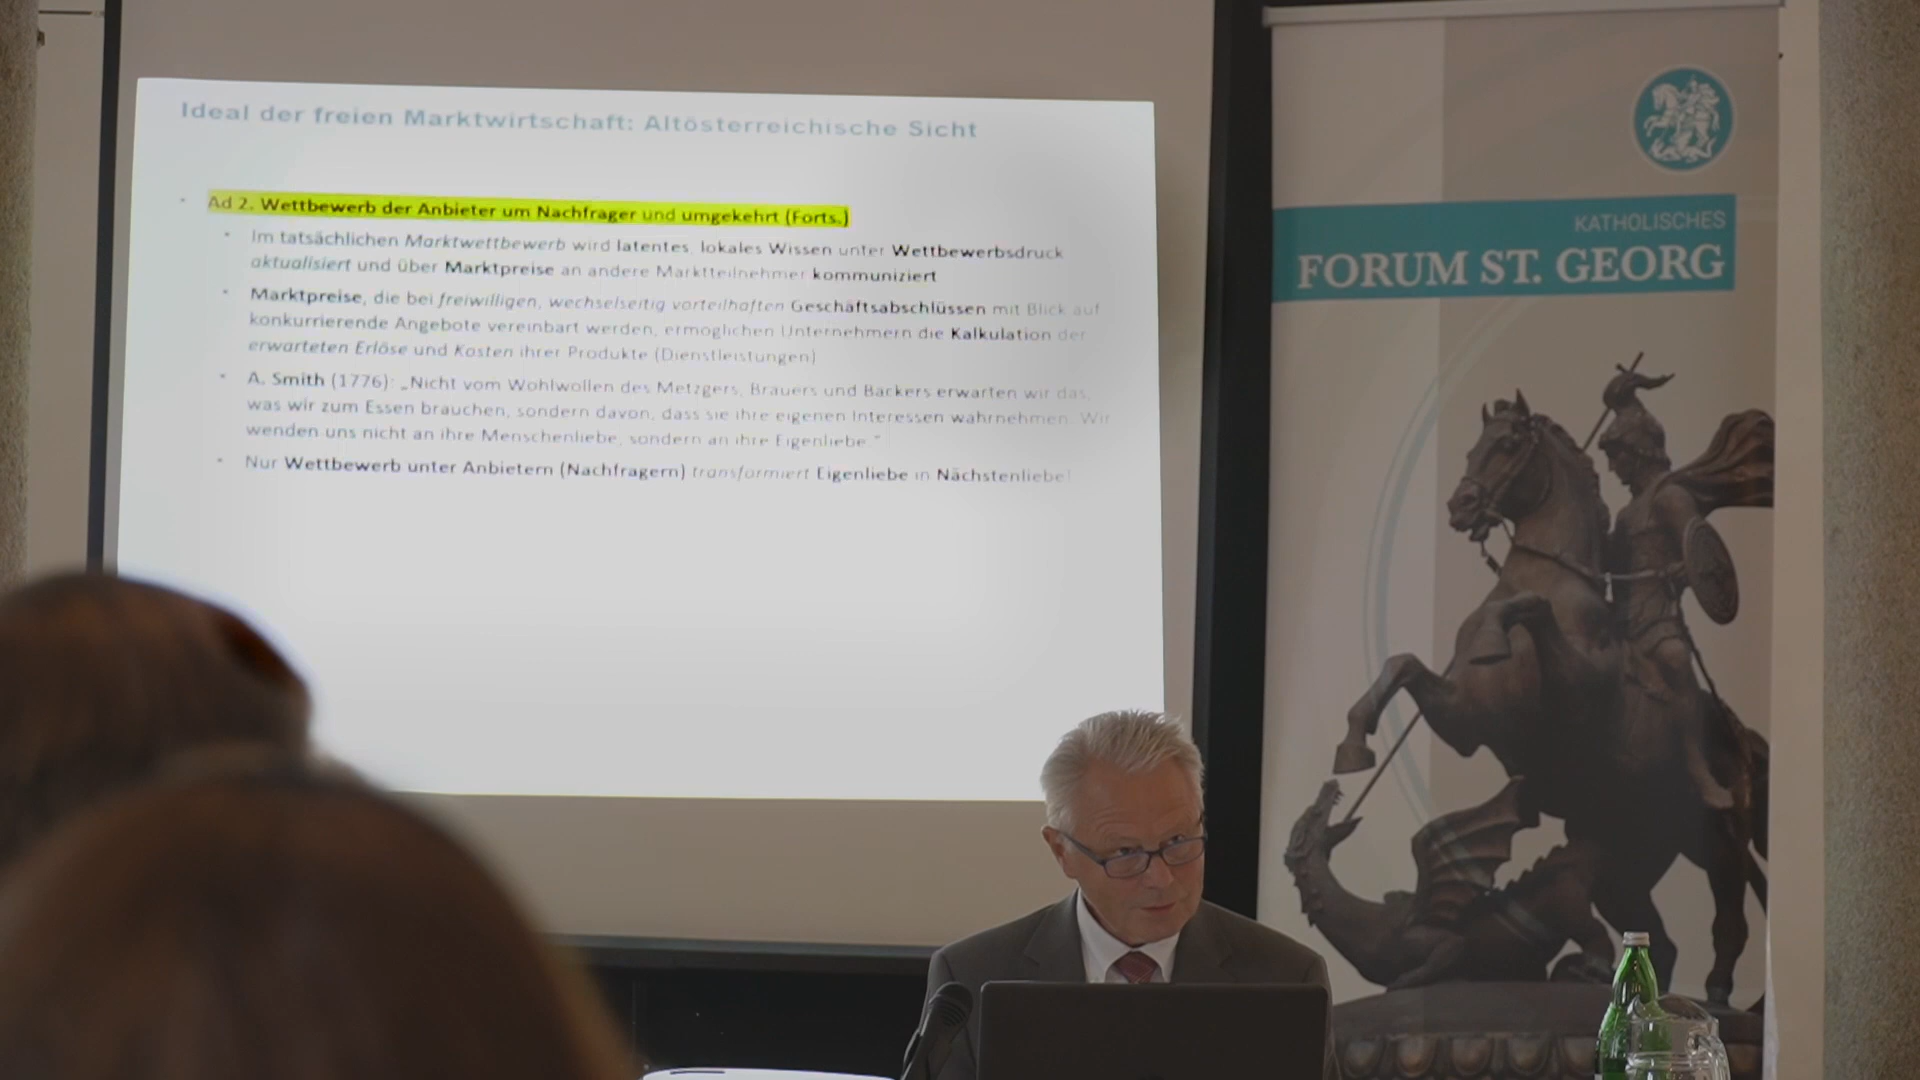 Ideal der freien Marktwirtschaft: Altösterreichische Sicht
Ad 2. Wettbewerb der Anbieter um Nachfrager und umgekehrt (Forts.)
Im tatsächlichen Marktwettbewerb wird latentes, lokales Wissen unter Wettbewerbsdruck
aktualisiert und über Marktpreise an andere Marktteilnehmer kommuniziert
Marktpreise, die bei freiwilligen, wechselseitig vorteilhaften Geschäftsabschlüssen mit Blick auf
konkurrierende Angebote vereinbart werden, ermöglichen Unternehmern die Kalkulation der
erwarteten Erlöse und Kosten ihrer Produkte (Dienstleistungen)
A. Smith (1776): „Nicht vom Wohlwollen des Metzgers, Brauers und Bäckers erwarten wir das,
was wir zum Essen brauchen, sondern davon, dass sie ihre eigenen Interessen wahrnehmen. Wir
wenden uns nicht an ihre Menschenliebe, sondern an ihre Eigenliebe."
Nur Wettbewerb unter Anbietern (Nachfragern) transformiert Eigenliebe in Nächstenliebe!
KATHOLISCHES
FORUM ST. GEORG